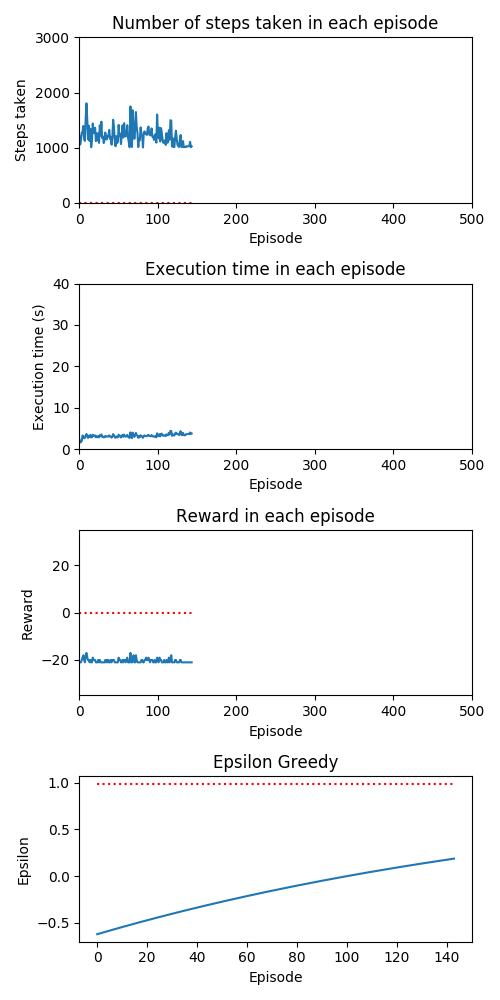 Number of steps taken in each episode
3000
2000
1000
0
Steps taken
0 100 200 300 400 500
Episode
Execution time in each episode
40
30
20
10
0
Execution time (s)
0 100 200 300 400 500
Episode
Reward in each episode
20
0
−20
Reward
0 100 200 300 400 500
Episode
Epsilon Greedy
1.0
0.5
0.0
−0.5
Epsilon
0 20 40 60 80 100 120 140
Episode